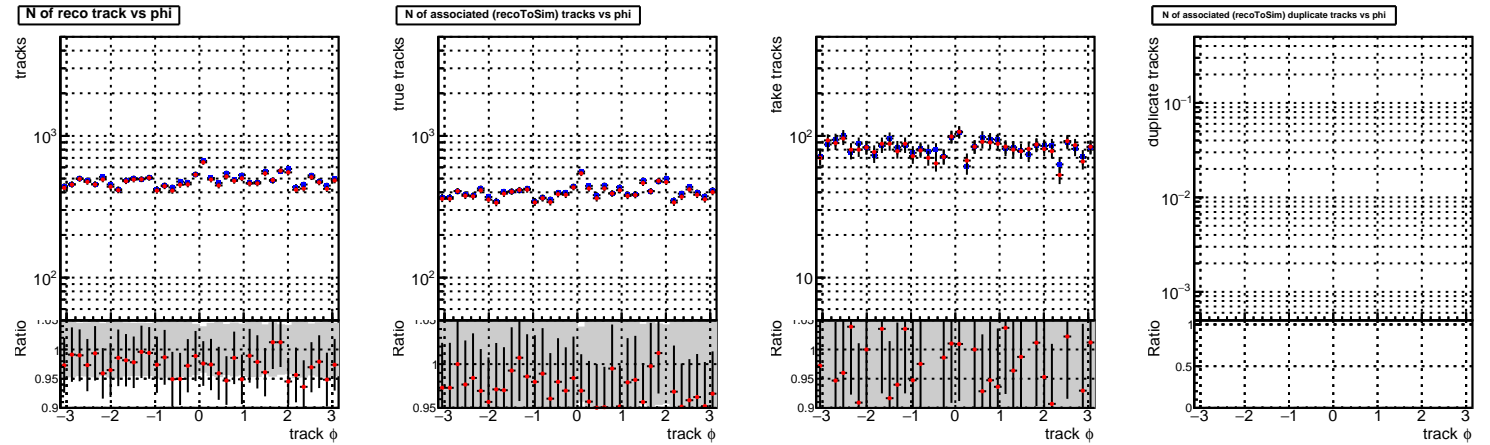 N of reco track vs phi
tracks
10³
10²
Ratio
1
0.95
0.9
−3 −2 −1 0 1 2 3
track ϕ
N of associated (recoToSim) tracks vs phi
true tracks
10³
10²
Ratio
1
0.95
−3 −2 −1 0 1 2 3
track ϕ
fake tracks
10²
10
Ratio
1
0.95
0.9
−3 −2 −1 0 1 2 3
track ϕ
N of associated (recoToSim) duplicate tracks vs phi
duplicate tracks
10⁻¹
10⁻²
10⁻³
Ratio
1
0.5
0
−3 −2 −1 0 1 2 3
track ϕ